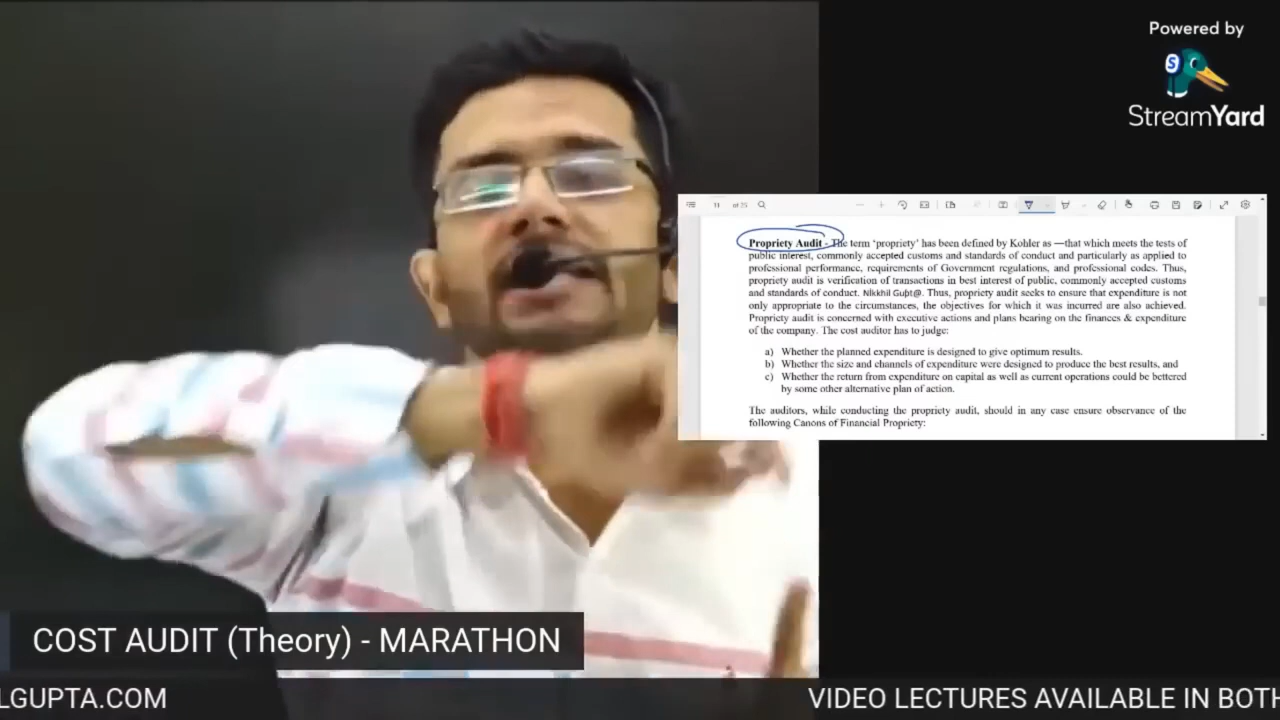 Powered by
StreamYard
11 of 35
Propriety Audit - The term ‘propriety’ has been defined by Kohler as —that which meets the tests of
public interest, commonly accepted customs and standards of conduct and particularly as applied to
professional performance, requirements of Government regulations, and professional codes. Thus,
propriety audit is verification of transactions in best interest of public, commonly accepted customs
and standards of conduct. Nikkhil Gupt@. Thus, propriety audit seeks to ensure that expenditure is not
only appropriate to the circumstances, the objectives for which it was incurred are also achieved.
Propriety audit is concerned with executive actions and plans bearing on the finances & expenditure
of the company. The cost auditor has to judge:
a) Whether the planned expenditure is designed to give optimum results.
b) Whether the size and channels of expenditure were designed to produce the best results, and
c) Whether the return from expenditure on capital as well as current operations could be bettered
by some other alternative plan of action.
The auditors, while conducting the propriety audit, should in any case ensure observance of the
following Canons of Financial Propriety:
COST AUDIT (Theory) - MARATHON
LGUPTA.COM
VIDEO LECTURES AVAILABLE IN BOTH